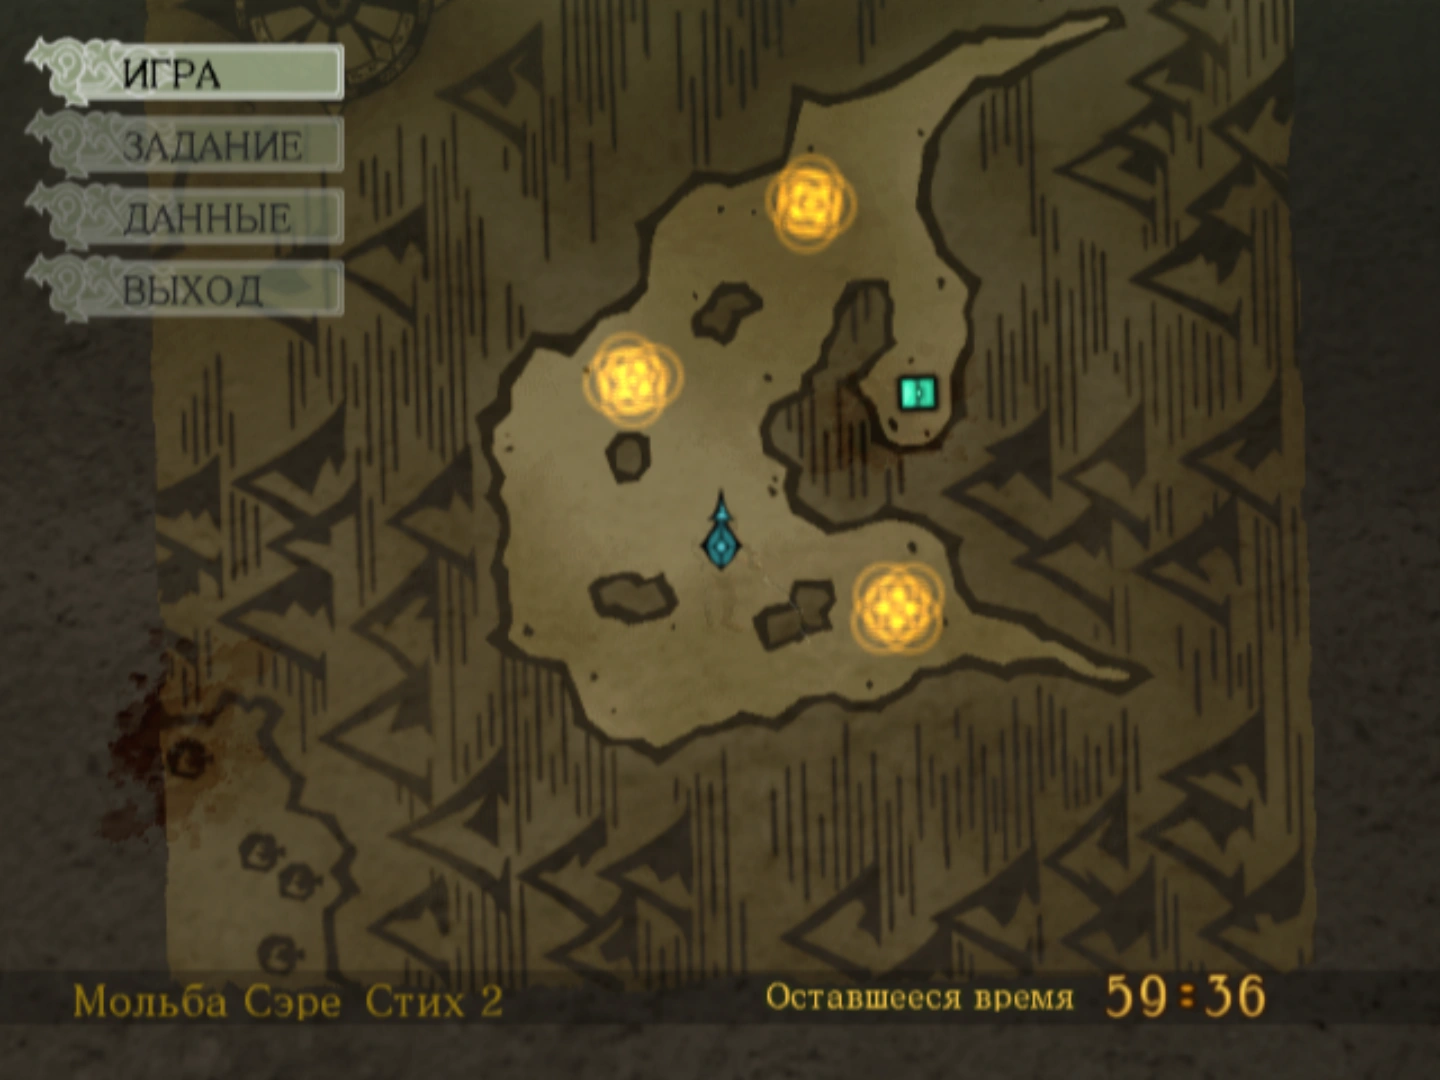 ИГРА
ЗАДАНИЕ
ДАННЫЕ
ВЫХОД
Мольба Сэре Стих 2
Оставшееся время 59:36